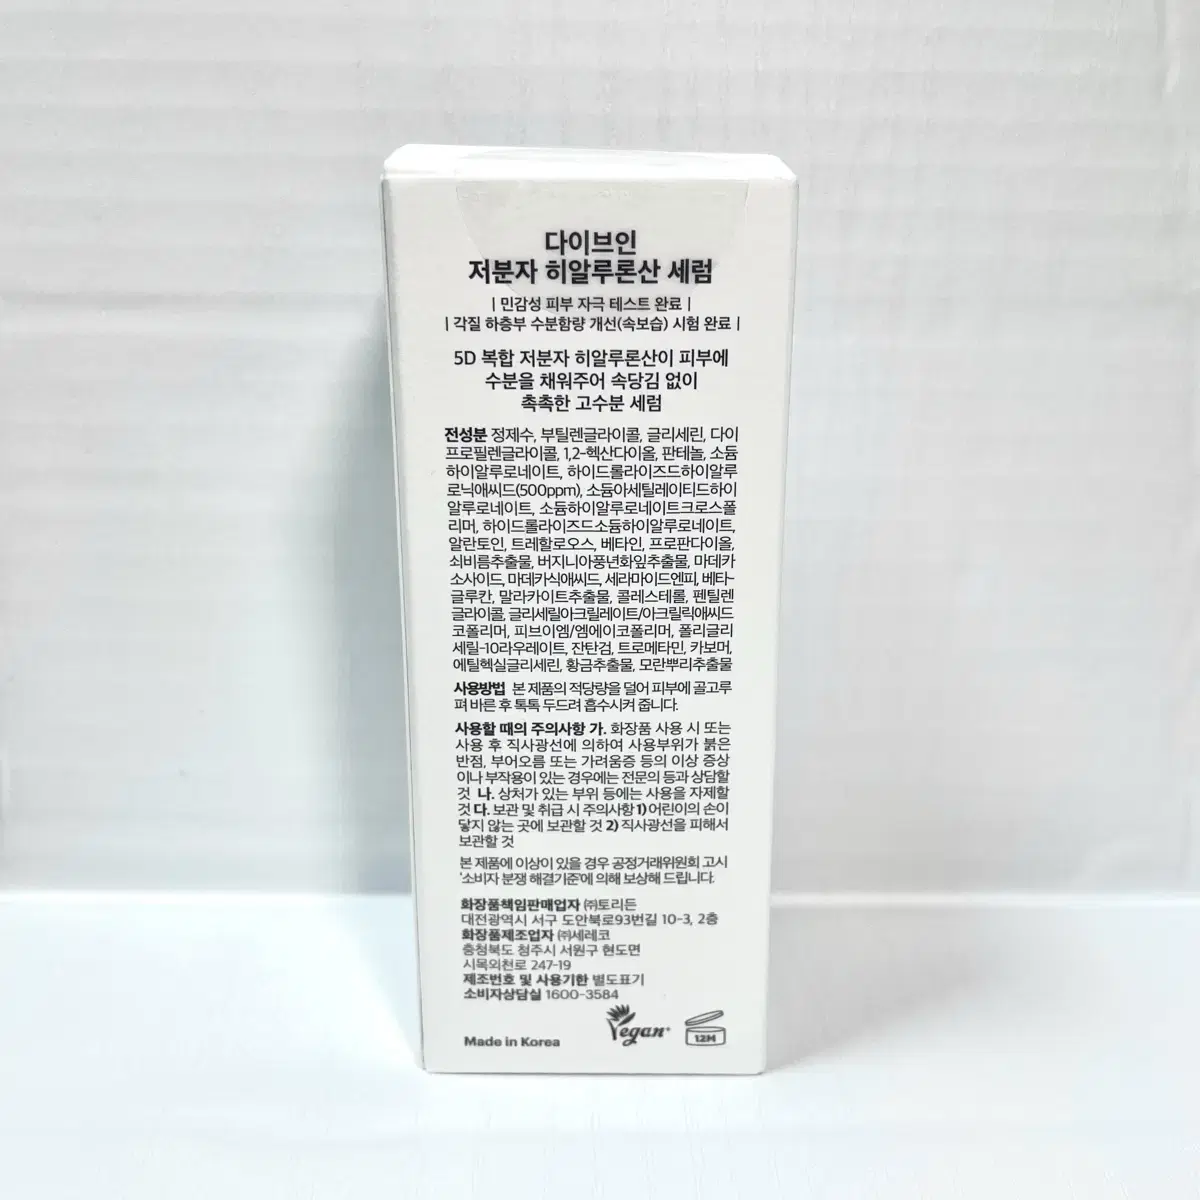 다이브인
저분자 히알루론산 세럼
| 민감성 피부 자극 테스트 완료 |
| 각질 하층부 수분함량 개선(속보습) 시험 완료 |
5D 복합 저분자 히알루론산이 피부에
수분을 채워주어 속당김 없이
촉촉한 고수분 세럼
전성분 정제수, 부틸렌글라이콜, 글리세린, 다이
프로필렌글라이콜, 1,2-헥산다이올, 판테놀, 소듐
하이알루로네이트, 하이드롤라이즈드하이알루
로닉애씨드(500ppm), 소듐아세틸레이티드하이
알루로네이트, 소듐하이알루로네이트크로스폴
리머, 하이드롤라이즈드소듐하이알루로네이트,
알란토인, 트레할로오스, 베타인, 프로판다이올,
쇠비름추출물, 버지니아풍년화잎추출물, 마데카
소사이드, 마데카식애씨드, 세라마이드엔피, 베타-
글루칸, 말라카이트추출물, 콜레스테롤, 펜틸렌
글라이콜, 글리세릴아크릴레이트/아크릴릭애씨드
코폴리머, 피브이엠/엠에이코폴리머, 폴리글리
세릴-10라우레이트, 잔탄검, 트로메타민, 카보머,
에틸헥실글리세린, 황금추출물, 모란뿌리추출물
사용방법 본 제품의 적당량을 덜어 피부에 골고루
펴 바른 후 톡톡 두드려 흡수시켜 줍니다.
사용할 때의 주의사항 가. 화장품 사용 시 또는
사용 후 직사광선에 의하여 사용부위가 붉은
반점, 부어오름 또는 가려움증 등의 이상 증상
이나 부작용이 있는 경우에는 전문의 등과 상담할
것 나. 상처가 있는 부위 등에는 사용을 자제할
것 다. 보관 및 취급 시 주의사항 1) 어린이의 손이
닿지 않는 곳에 보관할 것 2) 직사광선을 피해서
보관할 것
본 제품에 이상이 있을 경우 공정거래위원회 고시
'소비자 분쟁 해결기준'에 의해 보상해 드립니다.
화장품책임판매업자 ㈜토리든
대전광역시 서구 도안북로93번길 10-3, 2층
화장품제조업자 ㈜세레코
충청북도 청주시 서원구 현도면
시목외천로 247-19
제조번호 및 사용기한 별도표기
소비자상담실 1600-3584
Made in Korea
Vegan
12M